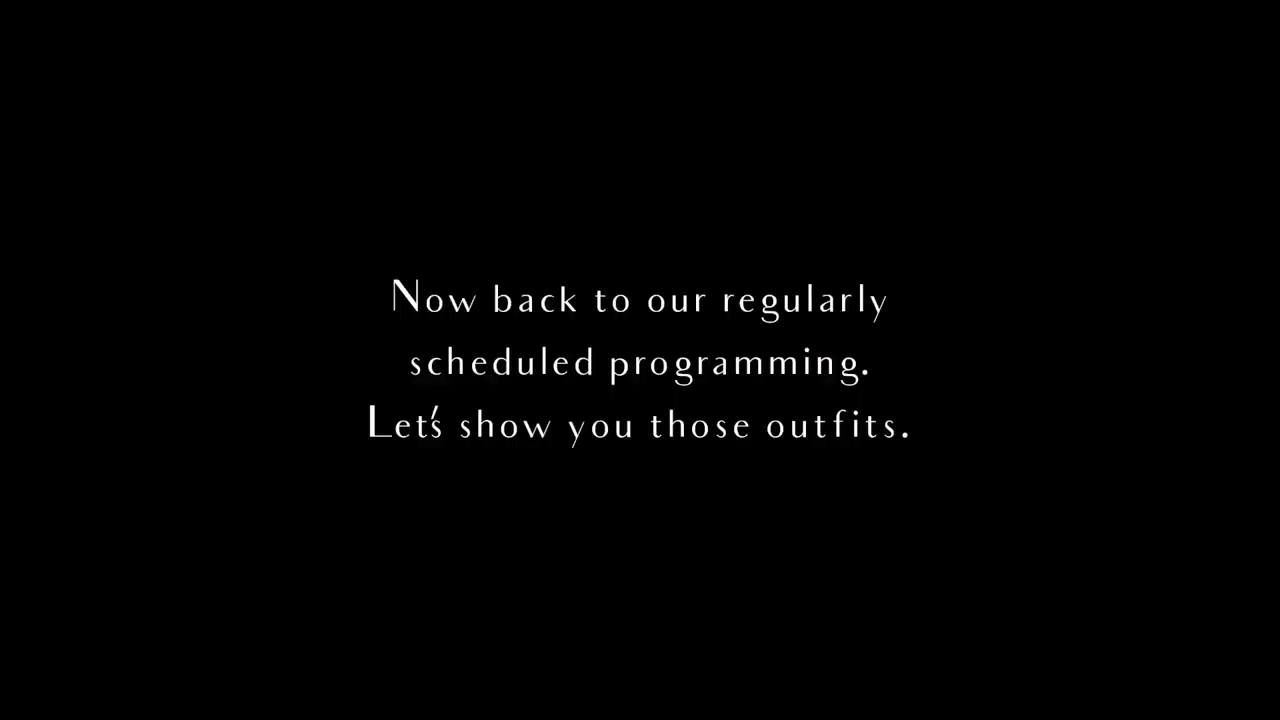 Now back to our regularly
scheduled programming.
Let's show you those outfits.